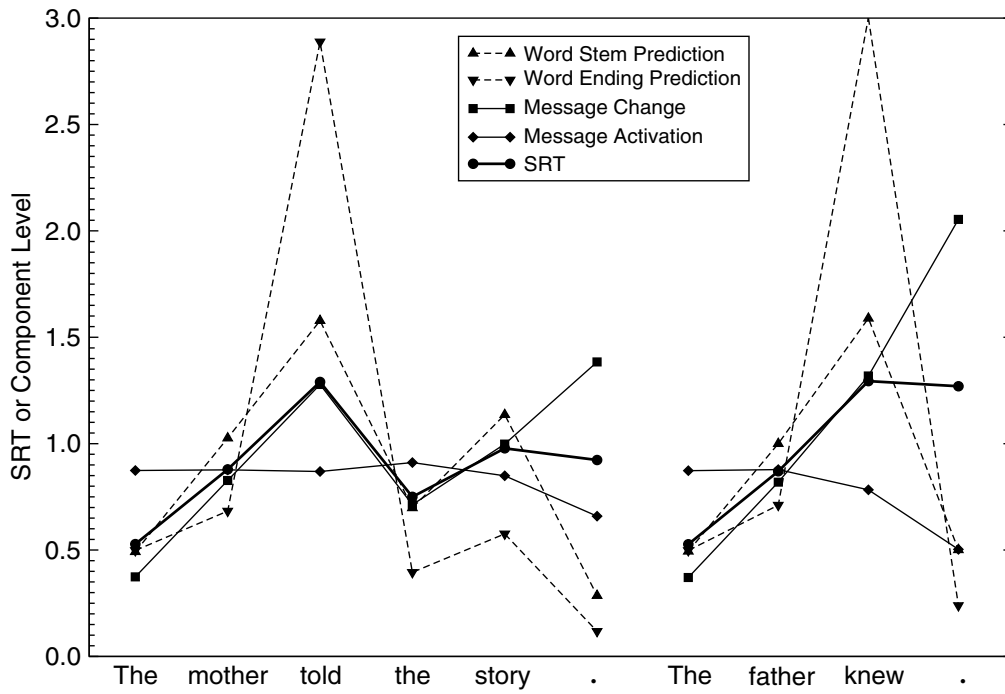 3.0
2.5
2.0
1.5
1.0
0.5
0.0
SRT or Component Level
Word Stem Prediction
Word Ending Prediction
Message Change
Message Activation
SRT
The mother told the story . The father knew .